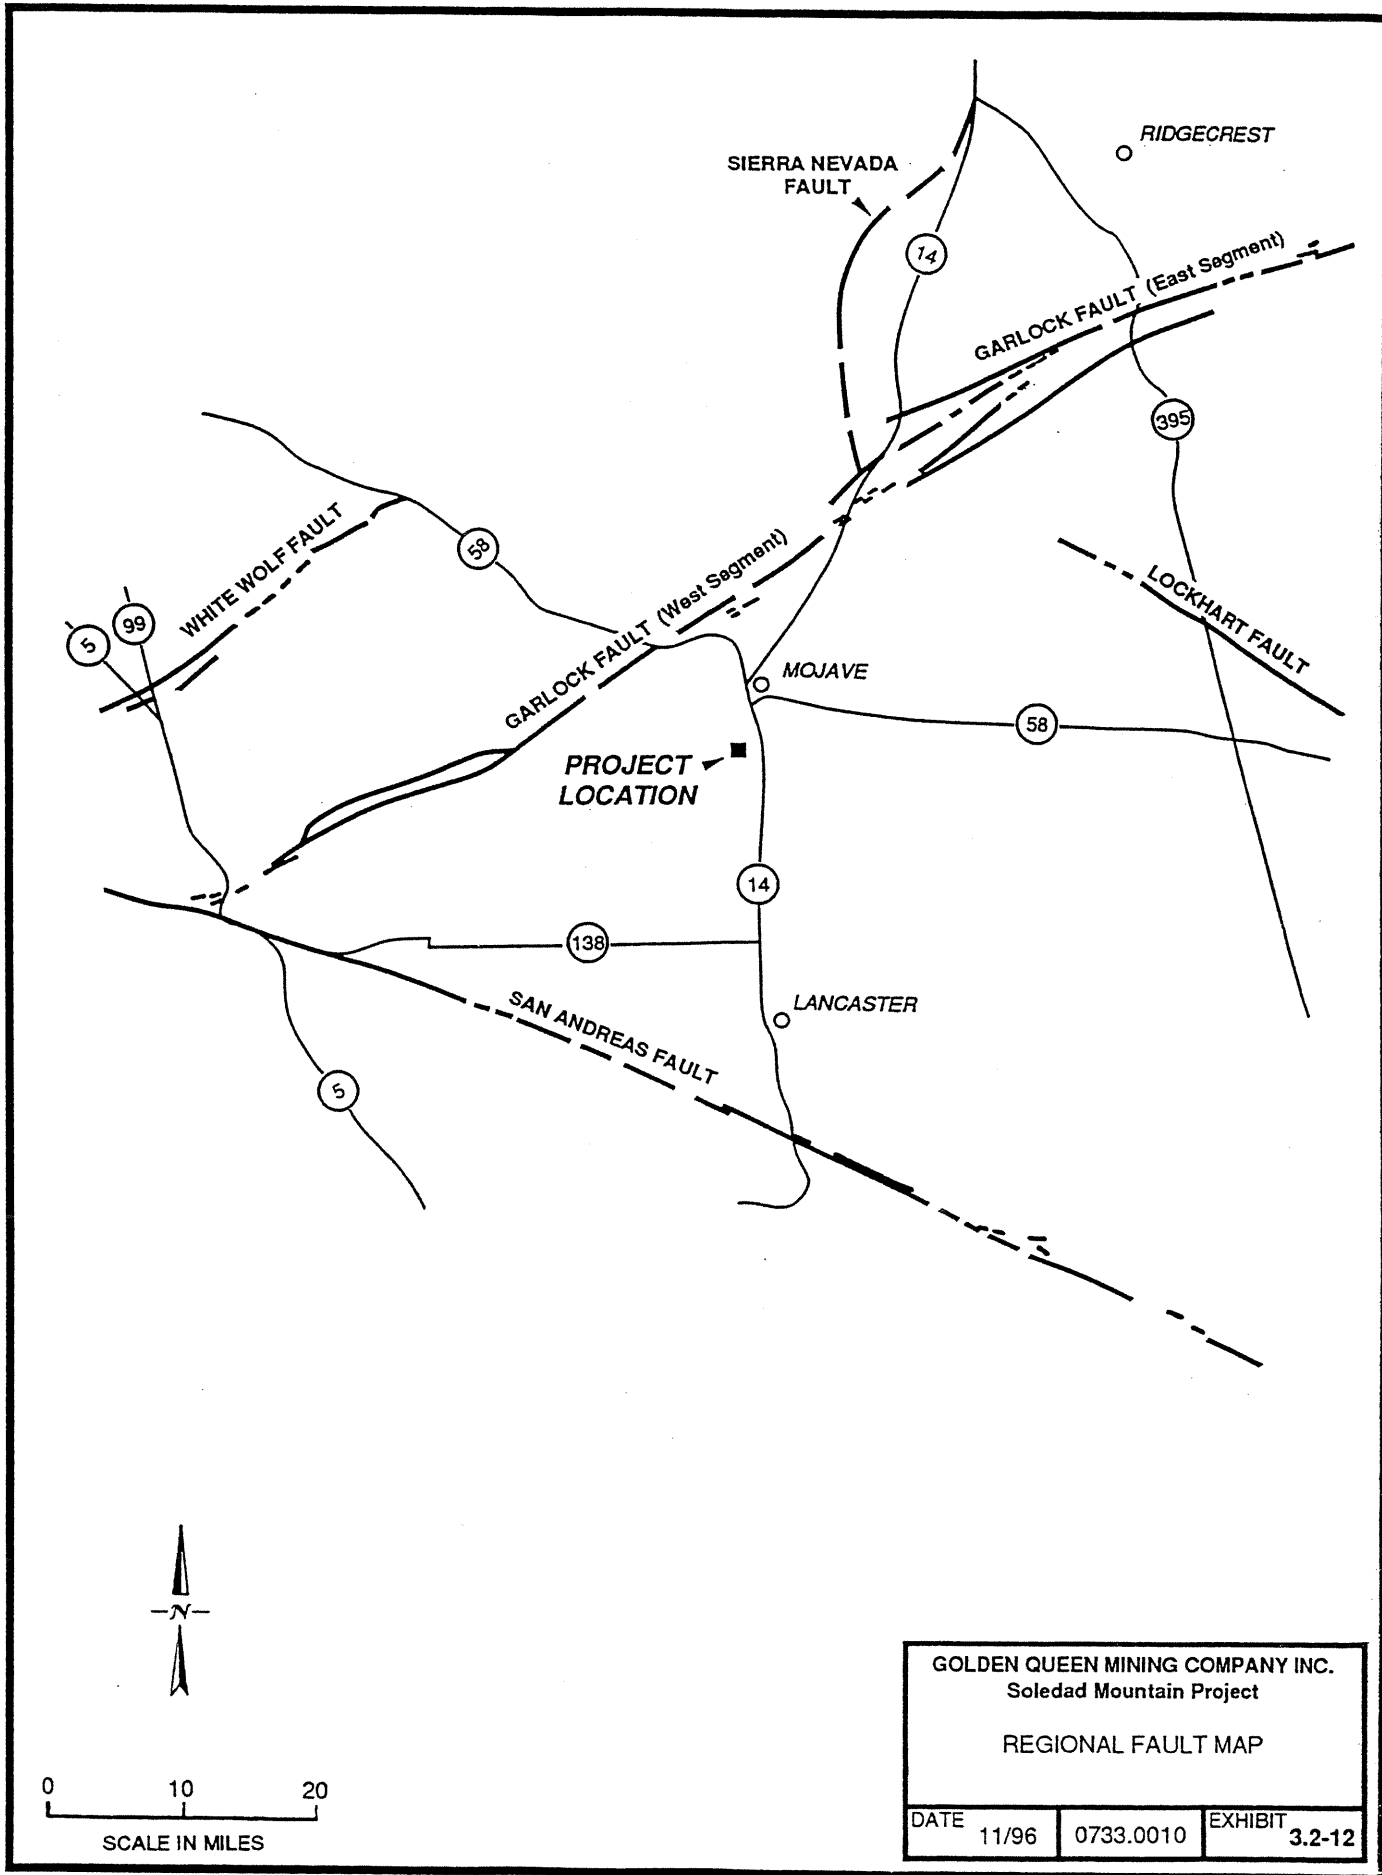 RIDGECREST
SIERRA NEVADA
FAULT
14
GARLOCK FAULT (East Segment)
395
58
WHITE WOLF FAULT
99
5
GARLOCK FAULT (West Segment)
LOCKHART FAULT
MOJAVE
58
PROJECT
LOCATION
14
138
LANCASTER
SAN ANDREAS FAULT
5
N
0 10 20
SCALE IN MILES
GOLDEN QUEEN MINING COMPANY INC.
Soledad Mountain Project
REGIONAL FAULT MAP
DATE 11/96 0733.0010 EXHIBIT 3.2-12